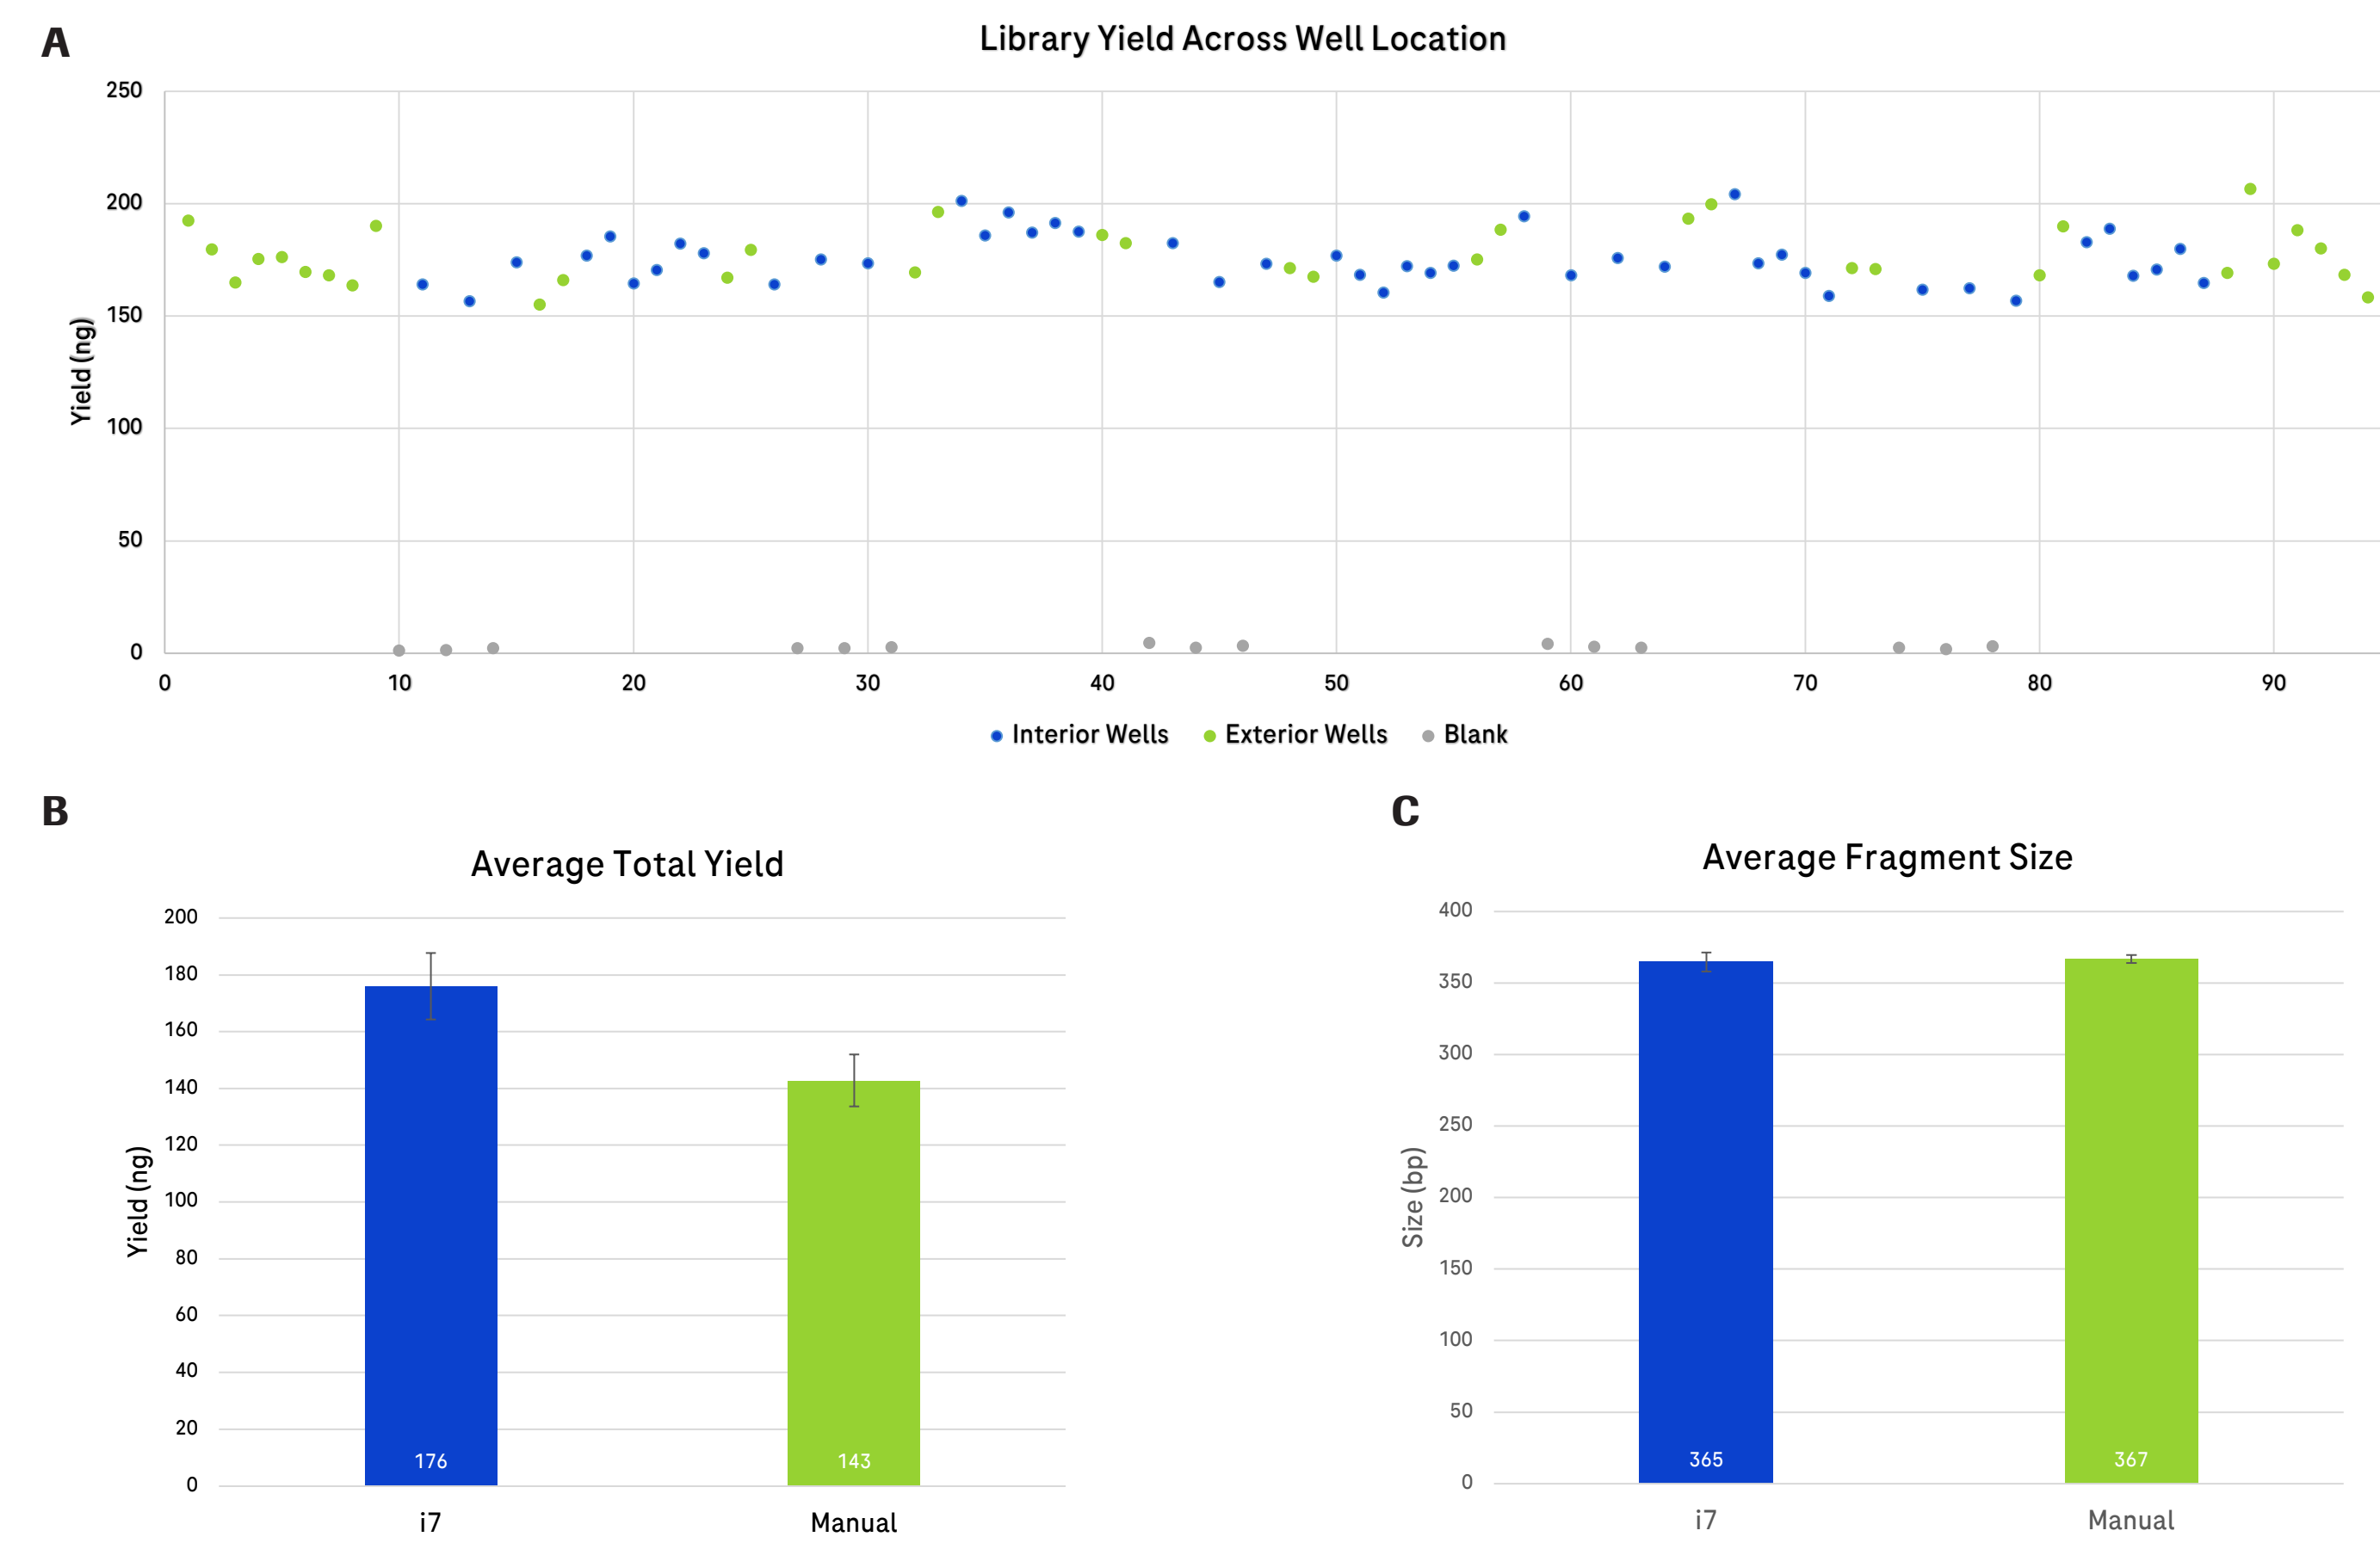 A
Library Yield Across Well Location
250
200
150
100
50
0
Yield (ng)
0 10 20 30 40 50 60 70 80 90
Interior Wells Exterior Wells Blank
B
Average Total Yield
200
180
160
140
120
100
80
60
40
20
0
Yield (ng)
176
143
i7 Manual
C
Average Fragment Size
400
350
300
250
200
150
100
50
0
Size (bp)
365
367
i7 Manual